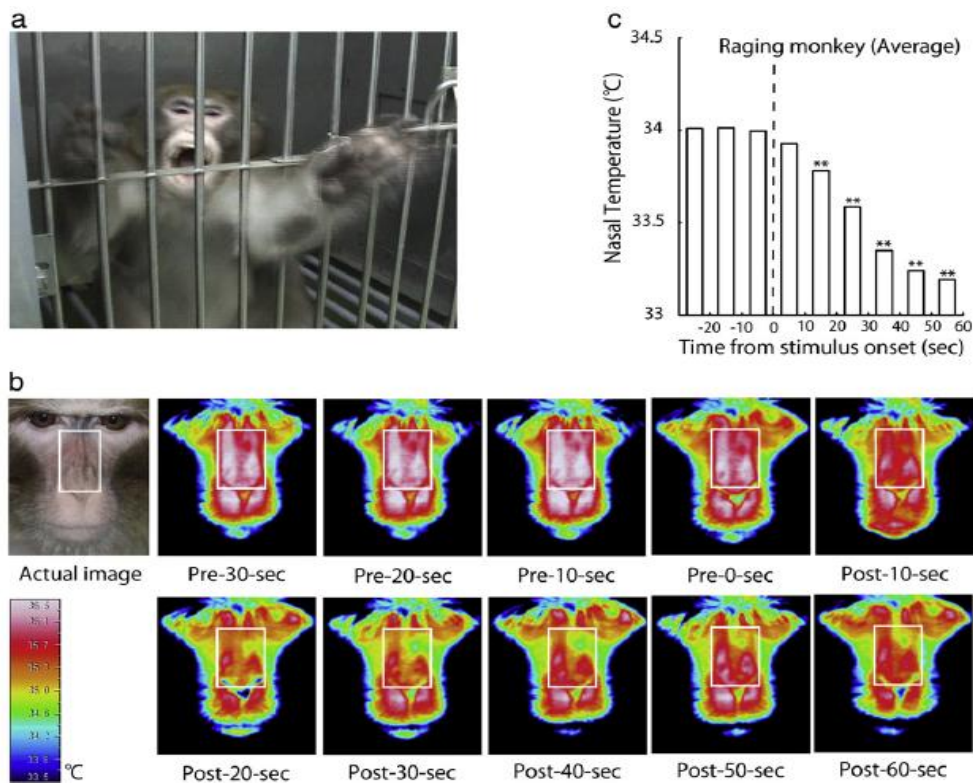 a
c
34.5
Raging monkey (Average)
Nasal Temperature (℃)
34
33.5
33
**
**
**
**
**
-20 -10 0 10 20 30 40 50 60
Time from stimulus onset (sec)
b
Actual image
Pre-30-sec
Pre-20-sec
Pre-10-sec
Pre-0-sec
Post-10-sec
35.7
℃
Post-20-sec
Post-30-sec
Post-40-sec
Post-50-sec
Post-60-sec